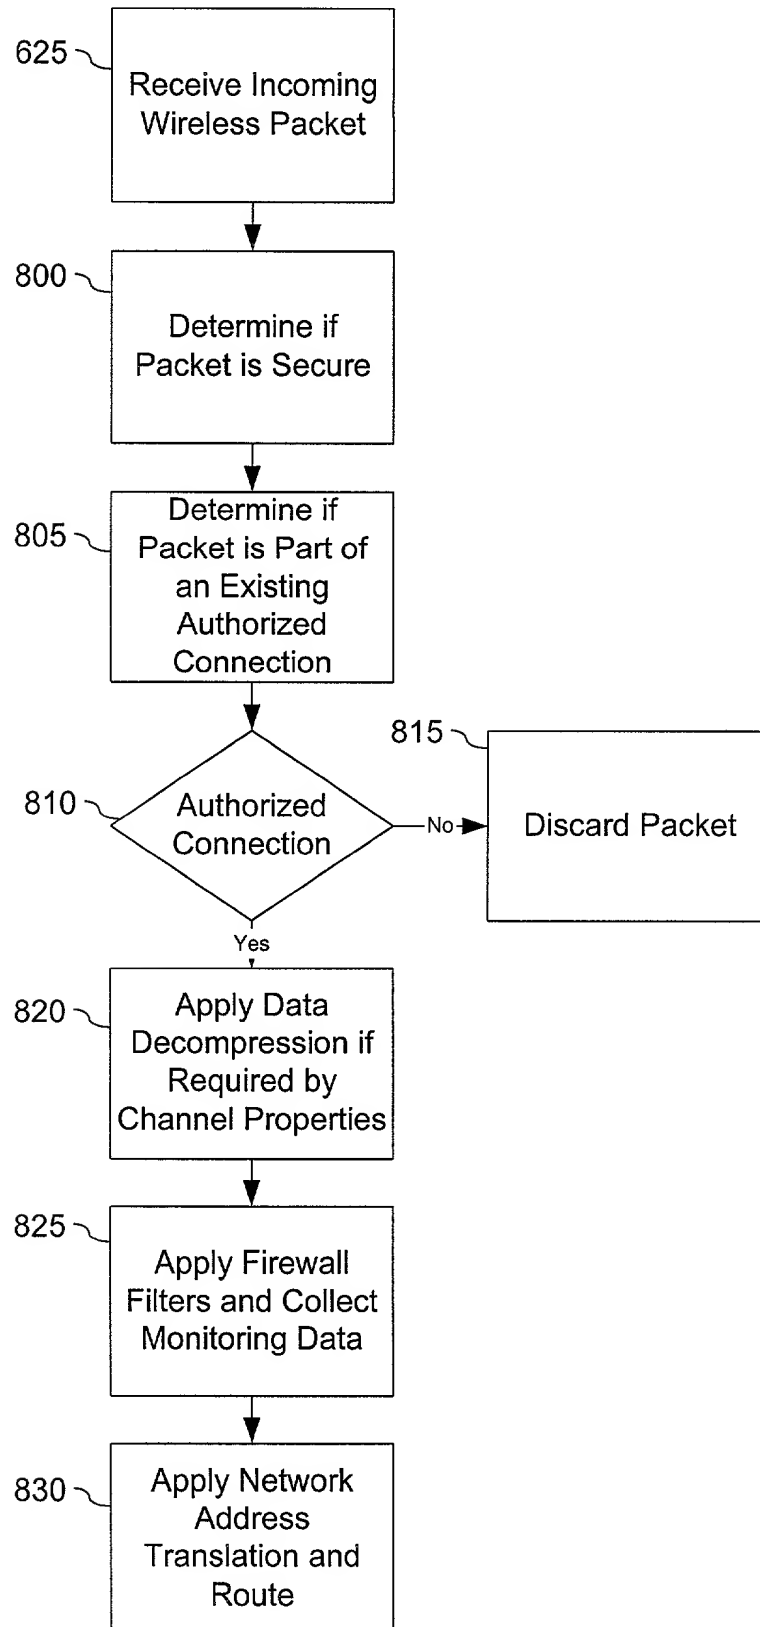 625
Receive Incoming
Wireless Packet
800
Determine if
Packet is Secure
805
Determine if
Packet is Part of
an Existing
Authorized
Connection
810
Authorized
Connection
No
815
Discard Packet
Yes
820
Apply Data
Decompression if
Required by
Channel Properties
825
Apply Firewall
Filters and Collect
Monitoring Data
830
Apply Network
Address
Translation and
Route